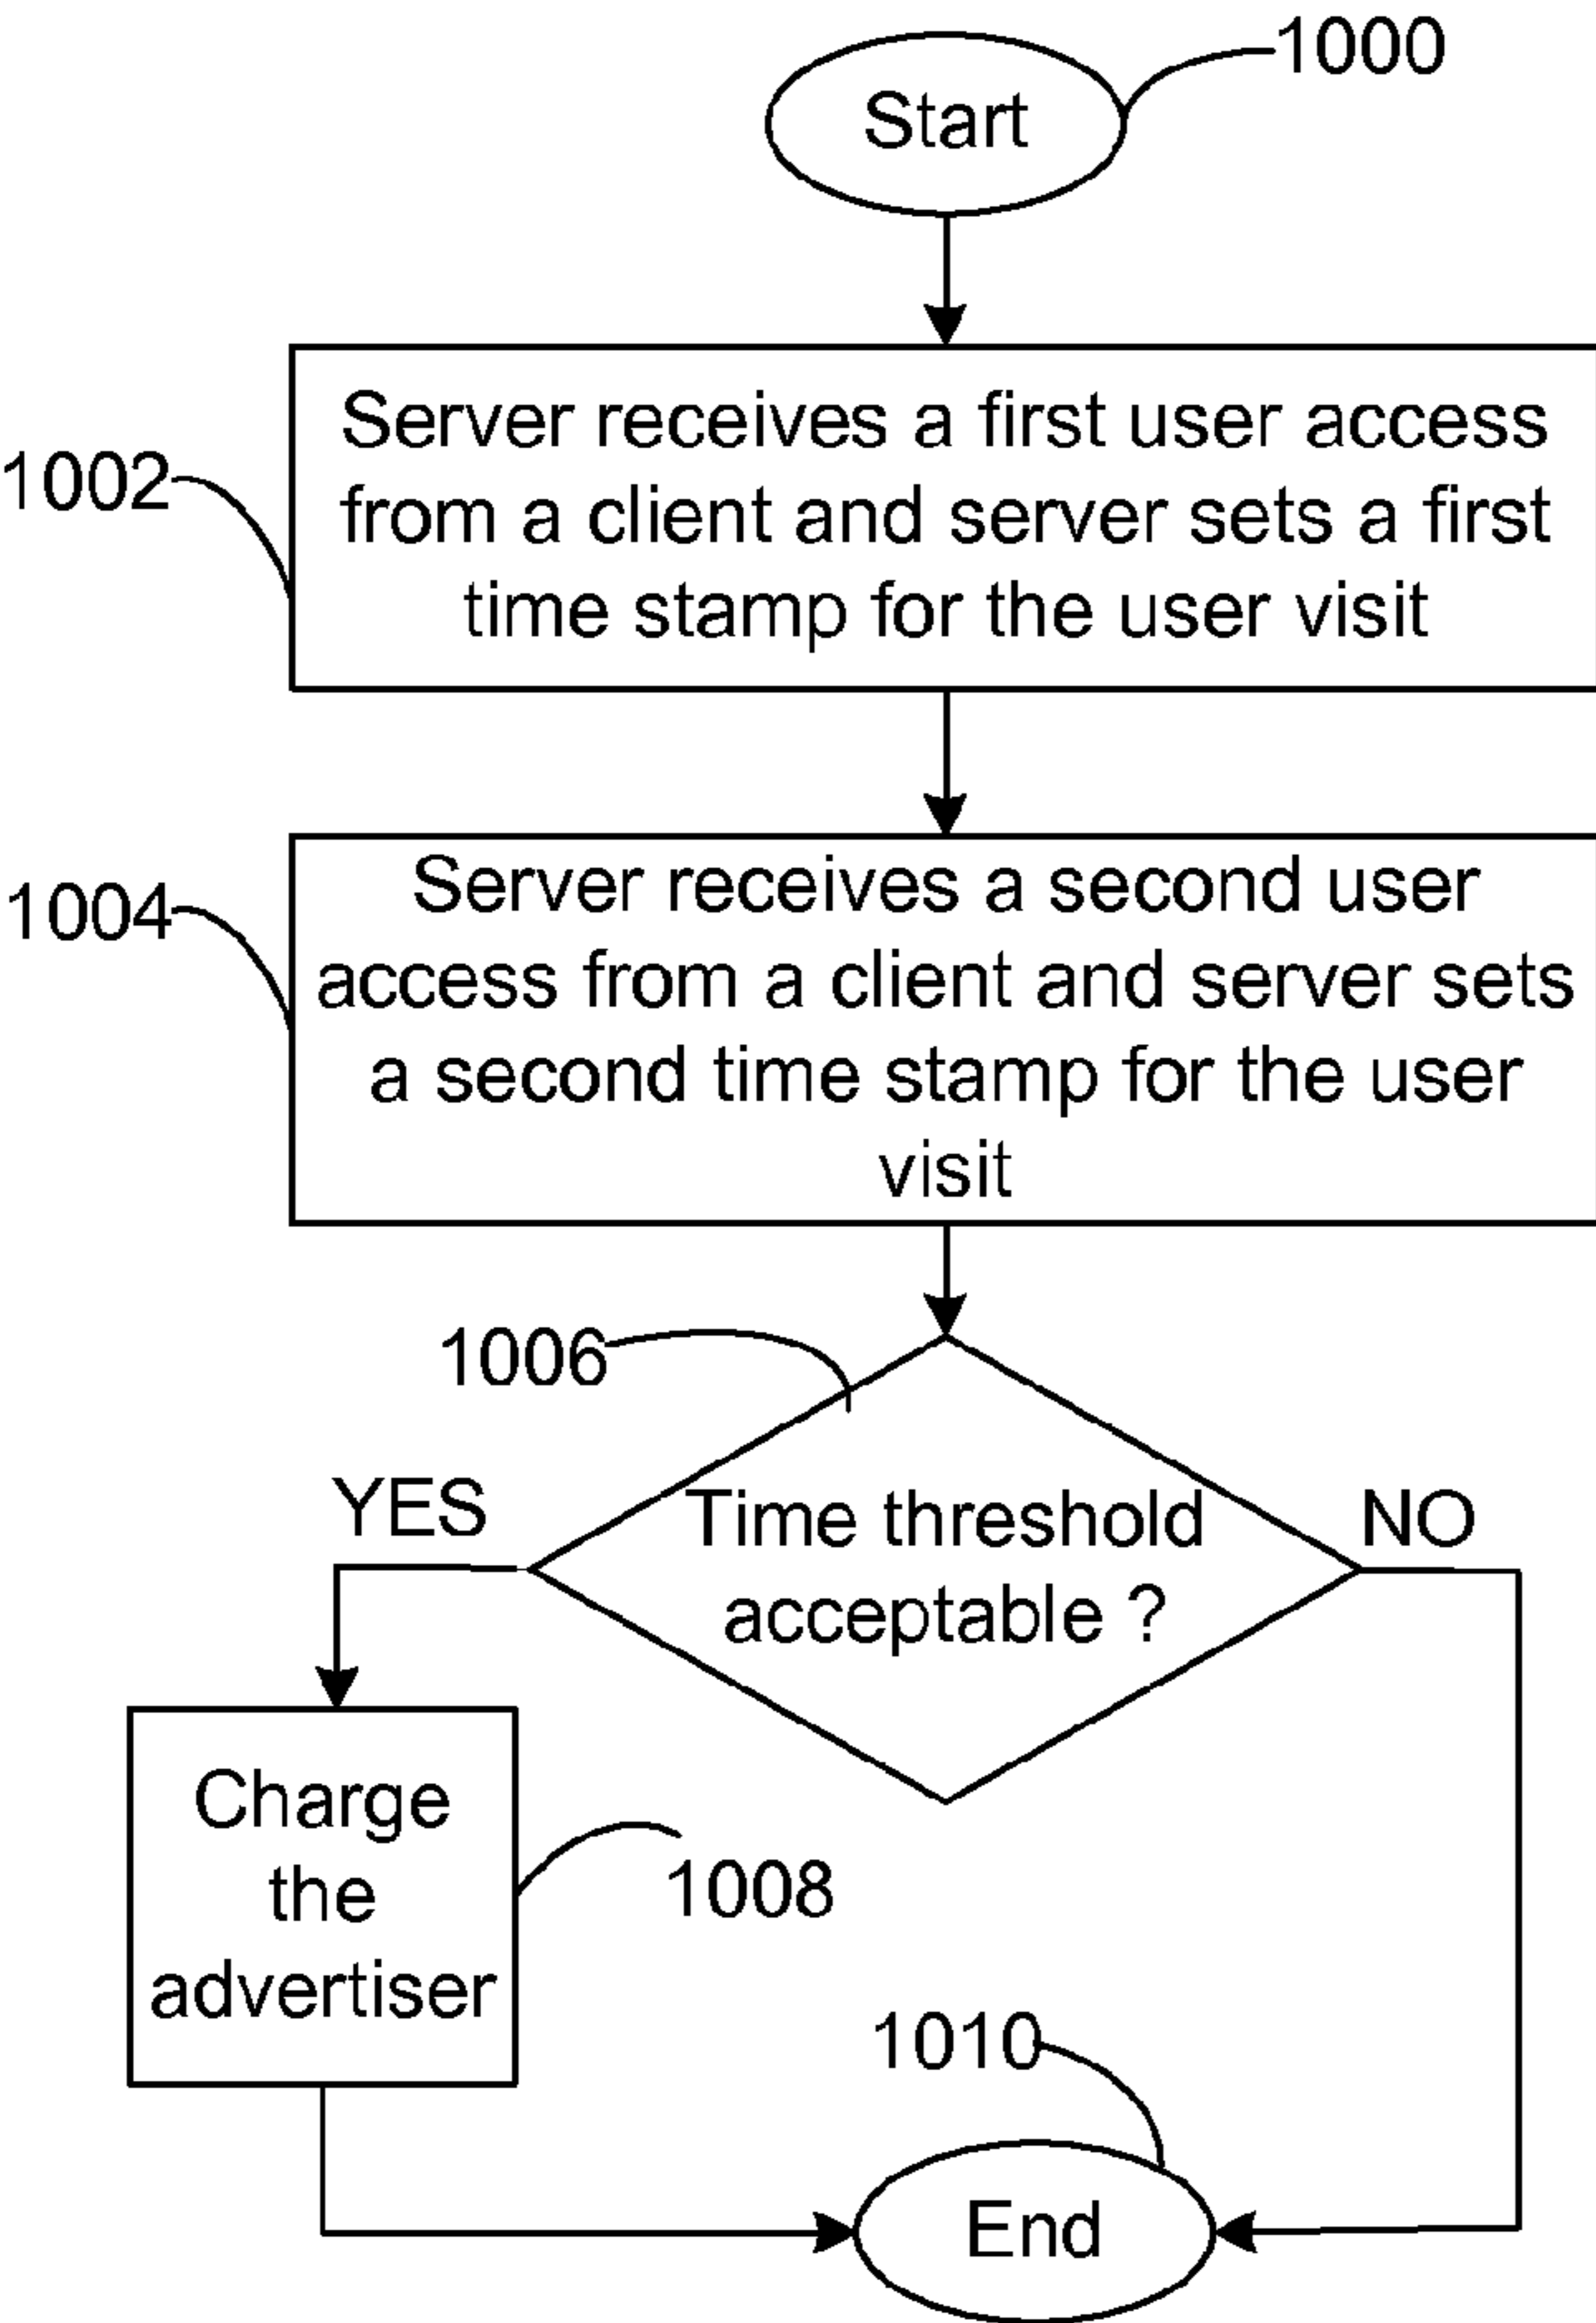 1000
Start
Server receives a first user access
1002
from a client and server sets a first
time stamp for the user visit
Server receives a second user
1004
access from a client and server sets
a second time stamp for the user
visit
1006
YES
Time threshold
NO
acceptable ?
Charge
the
1008
advertiser
1010
End